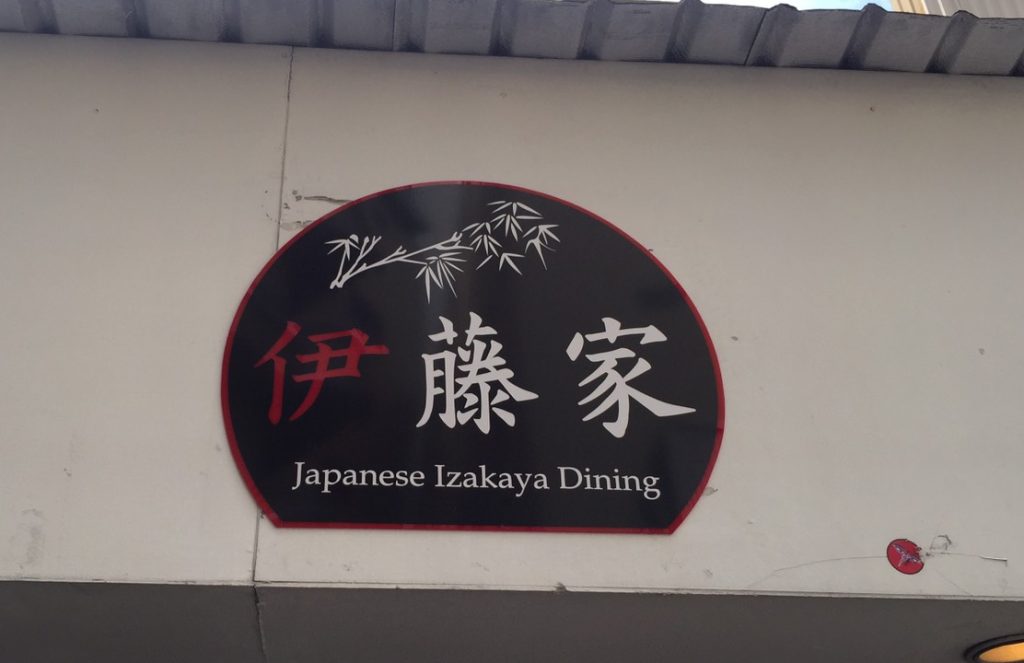 伊藤家
Japanese Izakaya Dining